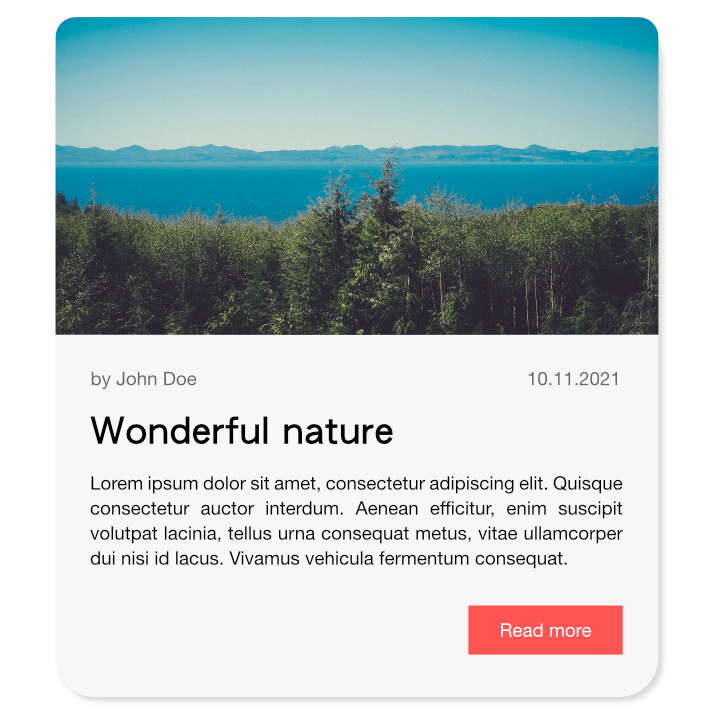 by John Doe 10.11.2021
Wonderful nature
Lorem ipsum dolor sit amet, consectetur adipiscing elit. Quisque
consectetur auctor interdum. Aenean efficitur, enim suscipit
volutpat lacinia, tellus urna consequat metus, vitae ullamcorper
dui nisi id lacus. Vivamus vehicula fermentum consequat.
Read more